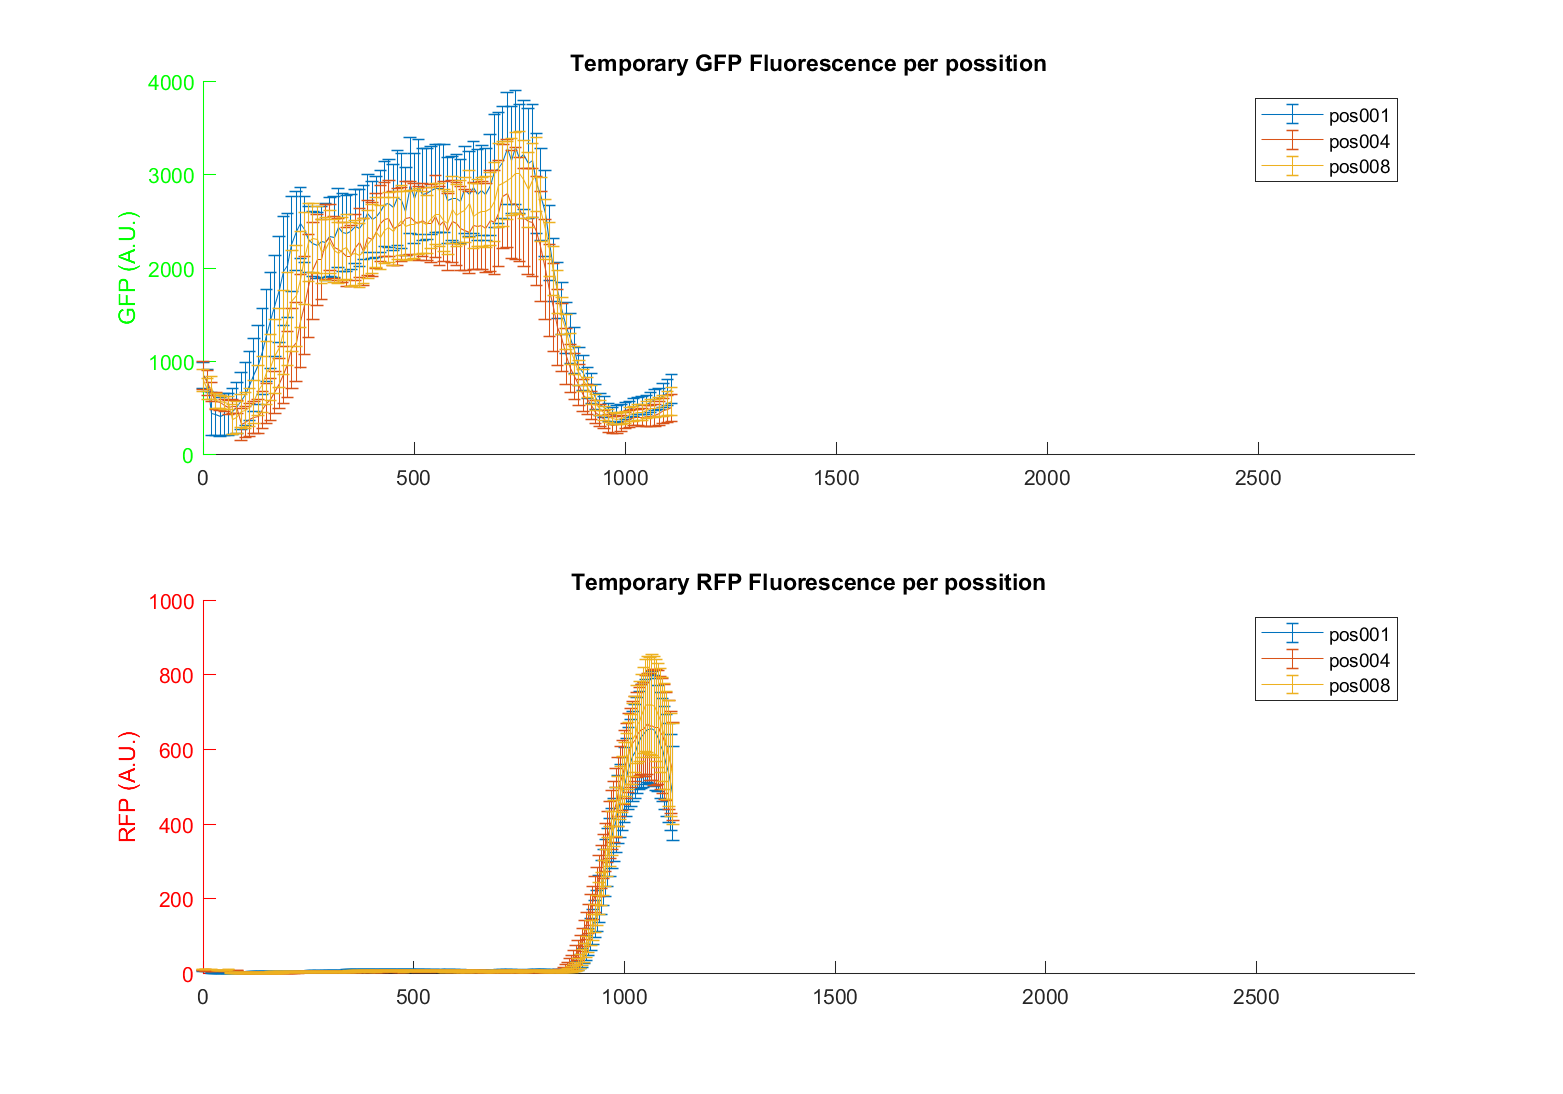 Temporary GFP Fluorescence per possition
4000
3000
2000
1000
0
GFP (A.U.)
0 500 1000 1500 2000 2500
pos001
pos004
pos008
Temporary RFP Fluorescence per possition
1000
800
600
400
200
0
RFP (A.U.)
0 500 1000 1500 2000 2500
pos001
pos004
pos008